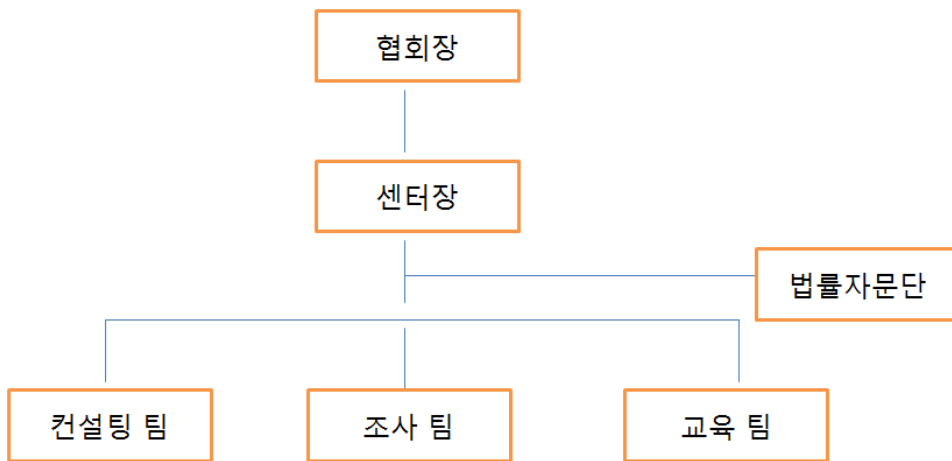 협회장
센터장
법률자문단
컨설팅 팀
조사 팀
교육 팀